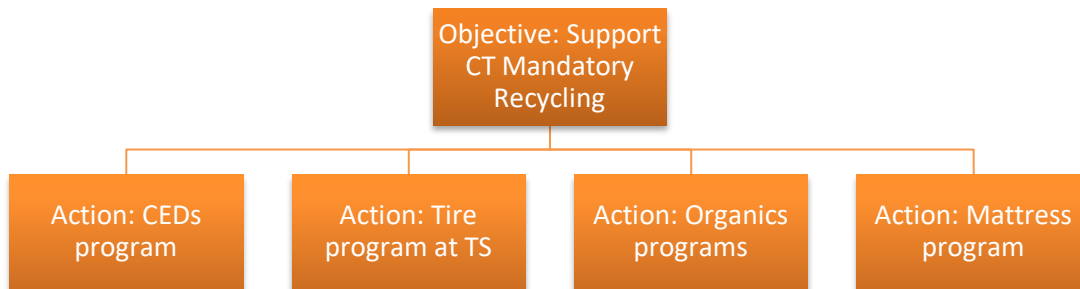 Objective: Support
CT Mandatory
Recycling
Action: CEDs
program
Action: Tire
program at TS
Action: Organics
programs
Action: Mattress
program